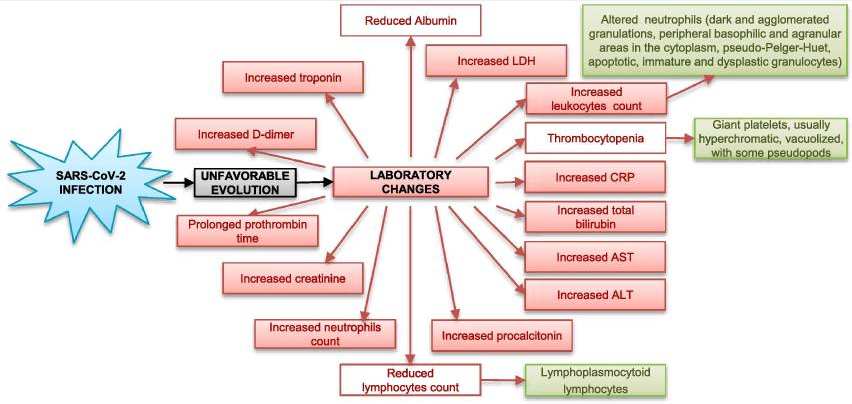 Reduced Albumin
Altered neutrophils (dark and agglomerated
granulations, peripheral basophilic and agranular
areas in the cytoplasm, pseudo-Pelger-Huet,
apoptotic, immature and dysplastic granulocytes)
Increased LDH
Increased troponin
Increased
leukocytes count
Increased D-dimer
Thrombocytopenia
Giant platelets, usually
hyperchromatic, vacuolized,
with some pseudopods
SARS-CoV-2
INFECTION
UNFAVORABLE
EVOLUTION
LABORATORY
CHANGES
Increased CRP
Prolonged prothrombin
time
Increased total
bilirubin
Increased AST
Increased creatinine
Increased ALT
Increased neutrophils
count
Increased procalcitonin
Reduced
lymphocytes count
Lymphoplasmocytoid
lymphocytes